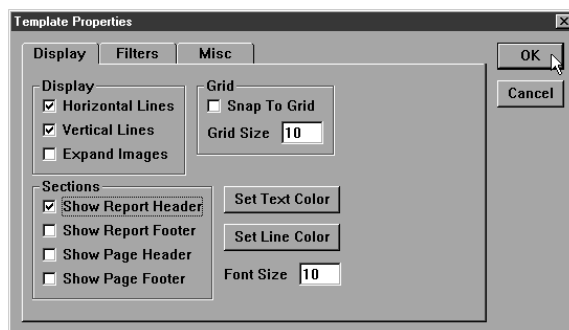 Template Properties
Display Filters Misc
OK
Cancel
Display
Horizontal Lines
Vertical Lines
Expand Images
Grid
Snap To Grid
Grid Size 10
Sections
Show Report Header
Show Report Footer
Show Page Header
Show Page Footer
Set Text Color
Set Line Color
Font Size 10